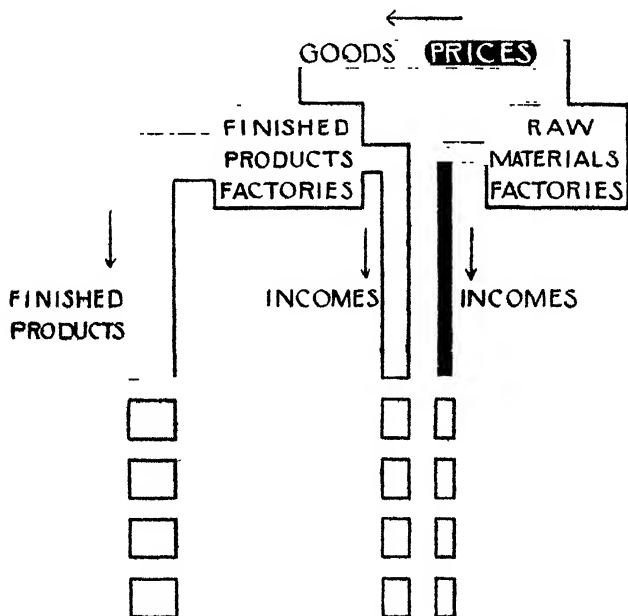 GOODS PRICES
FINISHED
PRODUCTS
FACTORIES
RAW
MATERIALS
FACTORIES
FINISHED
PRODUCTS
INCOMES
INCOMES